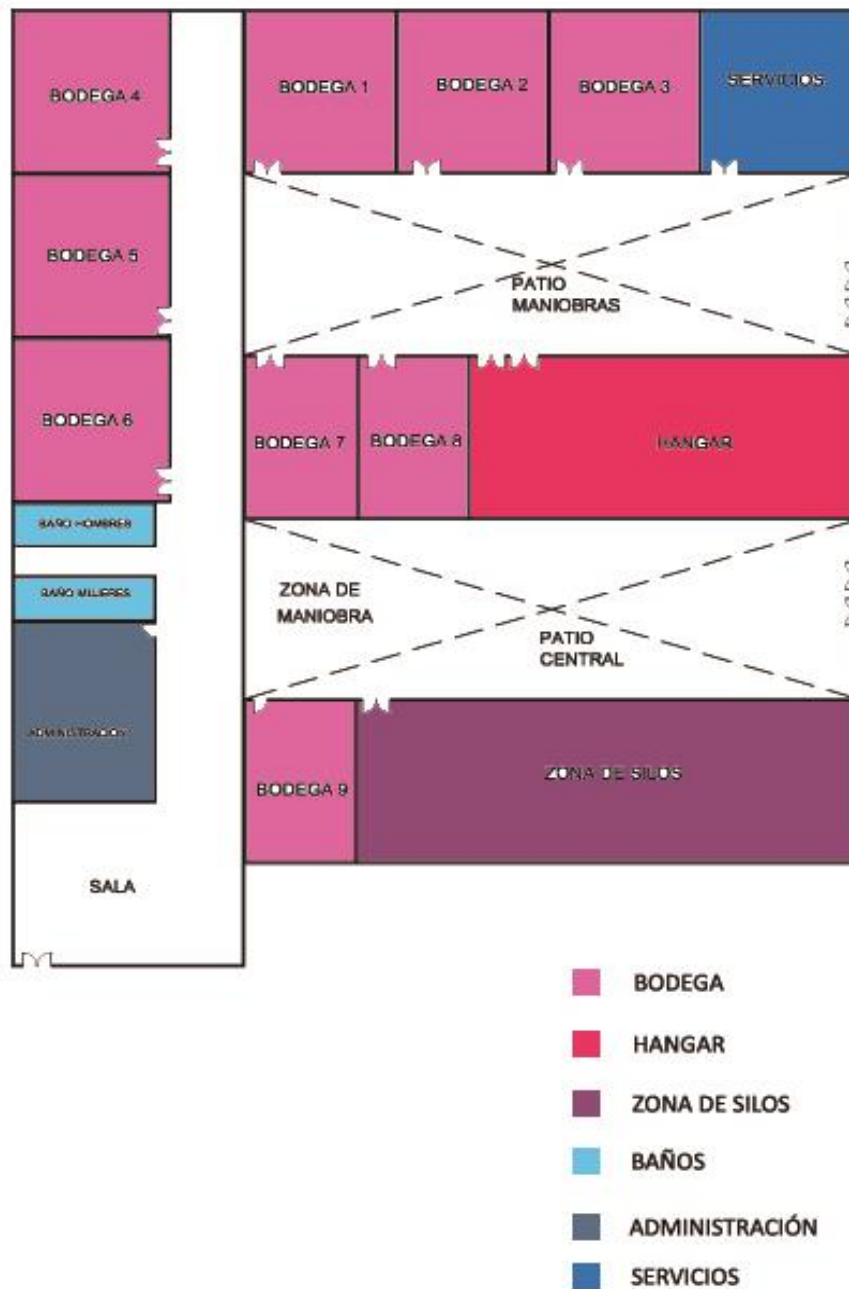 BODEGA 4
BODEGA 1
BODEGA 2
BODEGA 3
SERVICIOS
BODEGA 5
PATIO
MANIOBRAS
BODEGA 6
BODEGA 7
BODEGA 8
HANGAR
BAÑO HOMBRES
BAÑO MUJERES
ZONA DE
MANIOBRA
PATIO
CENTRAL
ADMINISTRACIÓN
BODEGA 9
ZONA DE SILOS
SALA
BODEGA
HANGAR
ZONA DE SILOS
BAÑOS
ADMINISTRACIÓN
SERVICIOS